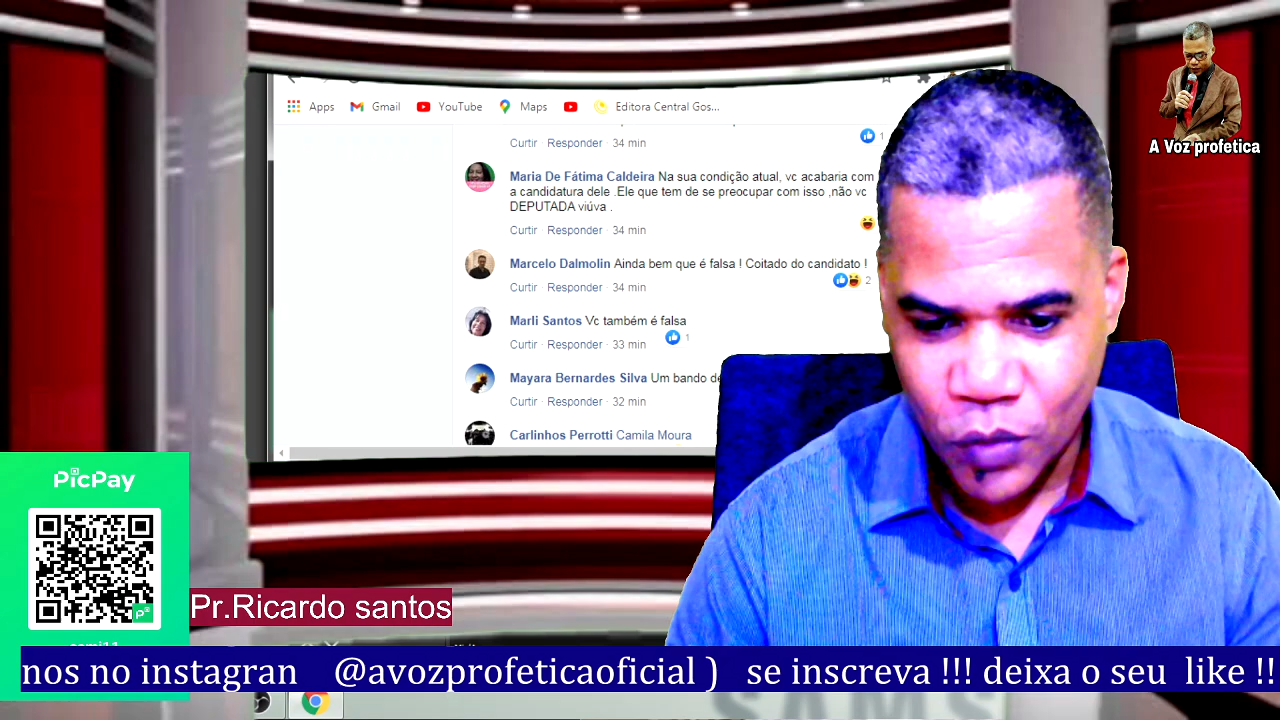 Apps Gmail YouTube Maps Editora Central Gos...
Curtir · Responder · 34 min
1
Maria De Fátima Caldeira Na sua condição atual, vc acabaria com
a candidatura dele .Ele que tem de se preocupar com isso ,não vc
DEPUTADA viúva .
Curtir · Responder · 34 min
Marcelo Dalmolin Ainda bem que é falsa ! Coitado do candidato !
2
Curtir · Responder · 34 min
Marli Santos Vc também é falsa
Curtir · Responder · 33 min
1
Mayara Bernardes Silva Um bando
Curtir · Responder · 32 min
Carlinhos Perrotti Camila Moura
A Voz profetica
PicPay
Pr.Ricardo santos
nos no instagran @avozprofeticaoficial ) se inscreva !!! deixa o seu like !!